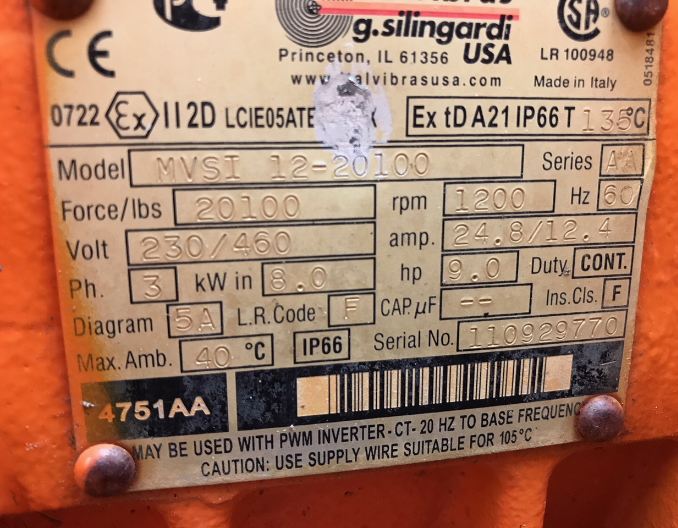 g.silingardi
Princeton, IL 61356 USA
LR 100948
Made in Italy
0518481
CE
0722 Ex II 2D LCIE05ATE Ex tD A21 IP66 T 135°C
Model MVSI 12-20100 Series AA
Force/lbs 20100 rpm 1200 Hz 60
Volt 230/460 amp. 24.8/12.4
Ph. 3 kW in 8.0 hp 9.0 Duty CONT.
Diagram 5A L.R.Code F CAP.µF -- Ins.Cls. F
Max.Amb. 40 °C IP66 Serial No. 110929770
4751AA
MAY BE USED WITH PWM INVERTER - CT - 20 HZ TO BASE FREQUENC
CAUTION: USE SUPPLY WIRE SUITABLE FOR 105°C